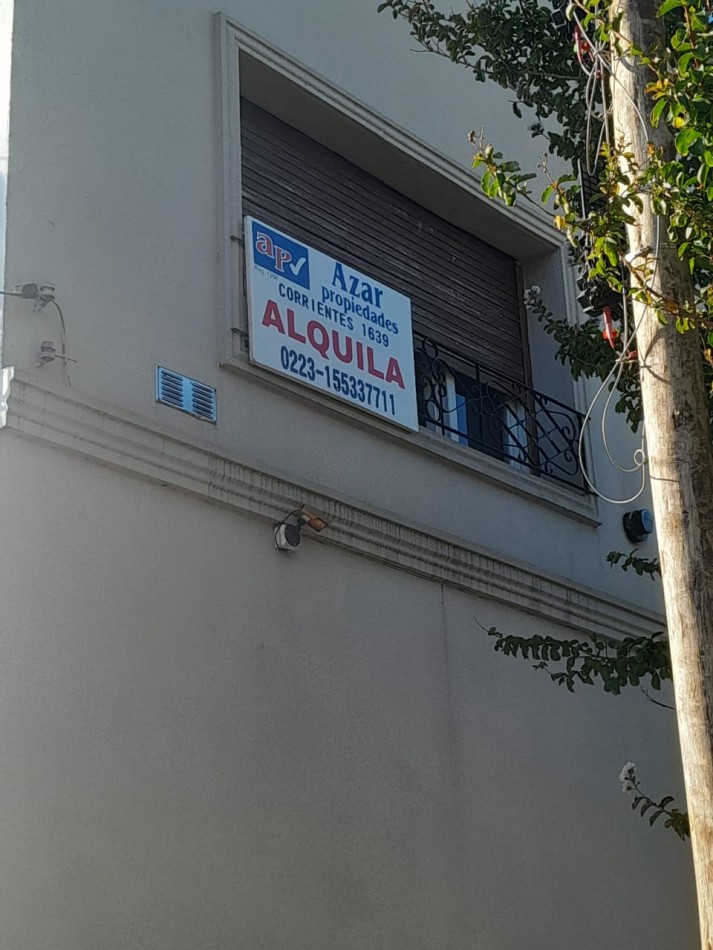 ap
Azar
propiedades
CORRIENTES 1639
ALQUILA
0223-155337711